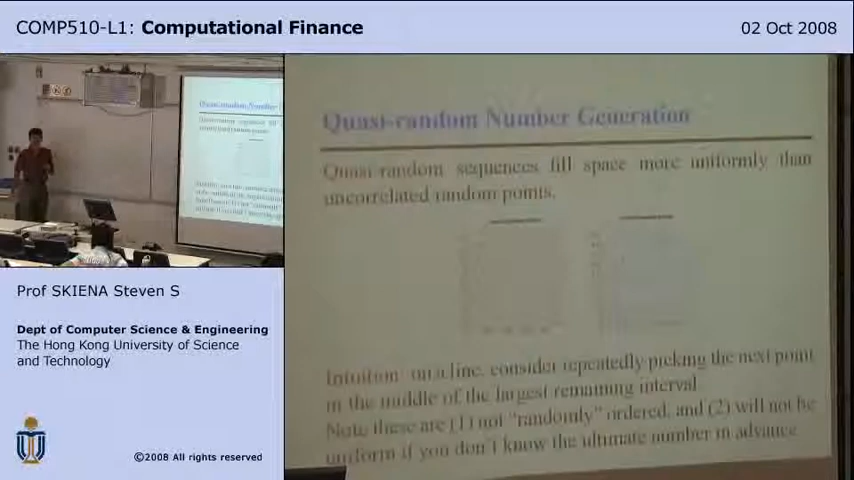 COMP510-L1: Computational Finance
02 Oct 2008
Quasi-random Number Generation
Quasi-random sequences fill space more uniformly than
uncorrelated random points.
Intuition: on a line, consider repeatedly picking the next point
in the middle of the largest remaining interval.
Note these are (1) not "randomly" ordered, and (2) will not be
uniform if you don't know the ultimate number in advance.
Prof SKIENA Steven S
Dept of Computer Science & Engineering
The Hong Kong University of Science
and Technology
©2008 All rights reserved